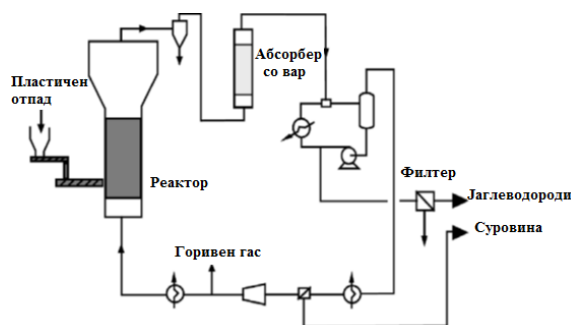 Пластичен
отпад
Реактор
Абсорбер
со вар
Филтер
Јаглеводороди
Суровина
Горивен гас